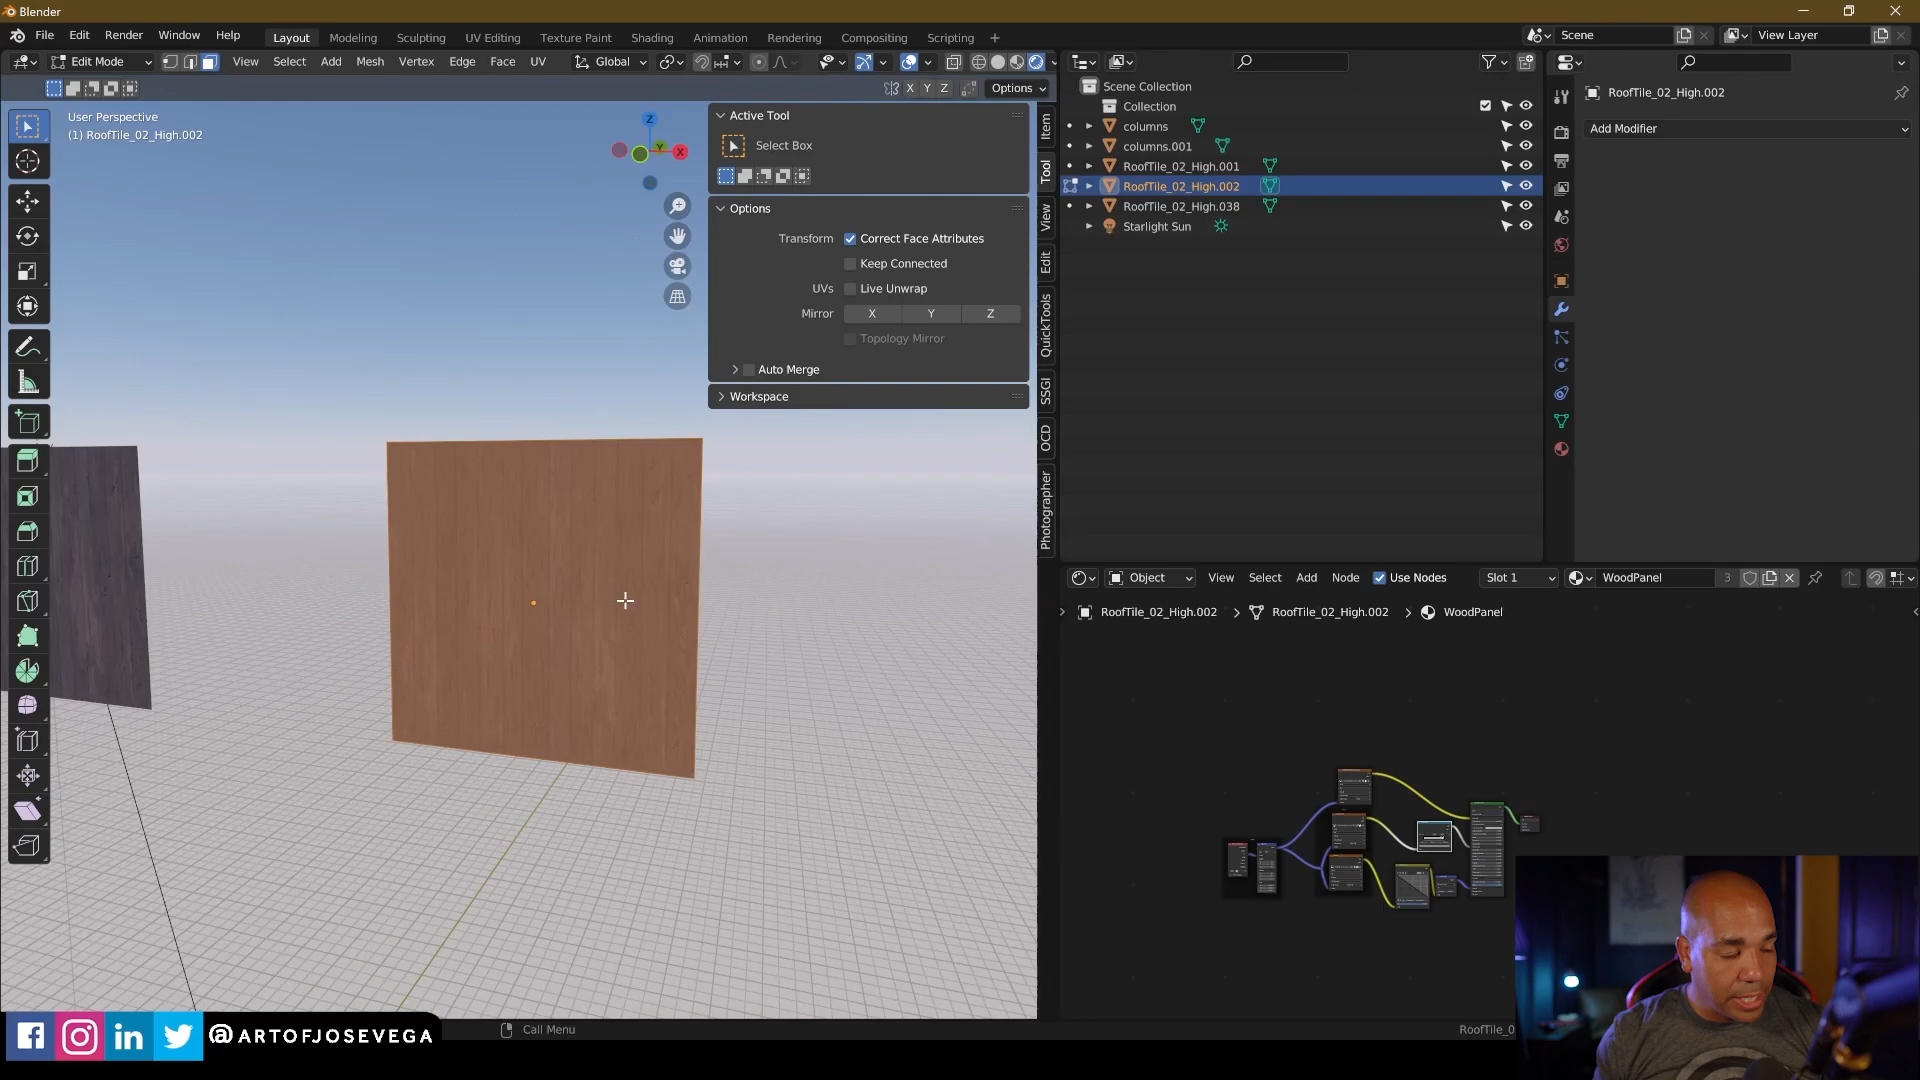 Blender
File Edit Render Window Help Layout Modeling Sculpting UV Editing Texture Paint Shading Animation Rendering Compositing Scripting + Scene View Layer
Edit Mode View Select Add Mesh Vertex Edge Face UV Global
X Y Z Options
User Perspective
(1) RoofTile_02_High.002
Z
Y
X
Active Tool
Select Box
Options
Transform Correct Face Attributes
Keep Connected
UVs Live Unwrap
Mirror X Y Z
Topology Mirror
Auto Merge
Workspace
Item
Tool
View
Edit
QuickTools
SSGI
OCD
Photographer
Scene Collection
Collection
columns
columns.001
RoofTile_02_High.001
RoofTile_02_High.002
RoofTile_02_High.038
Starlight Sun
RoofTile_02_High.002
Add Modifier
Object View Select Add Node Use Nodes Slot 1 WoodPanel 3
RoofTile_02_High.002 > RoofTile_02_High.002 > WoodPanel
@ARTOFJOSEVEGA
Call Menu
RoofTile_0